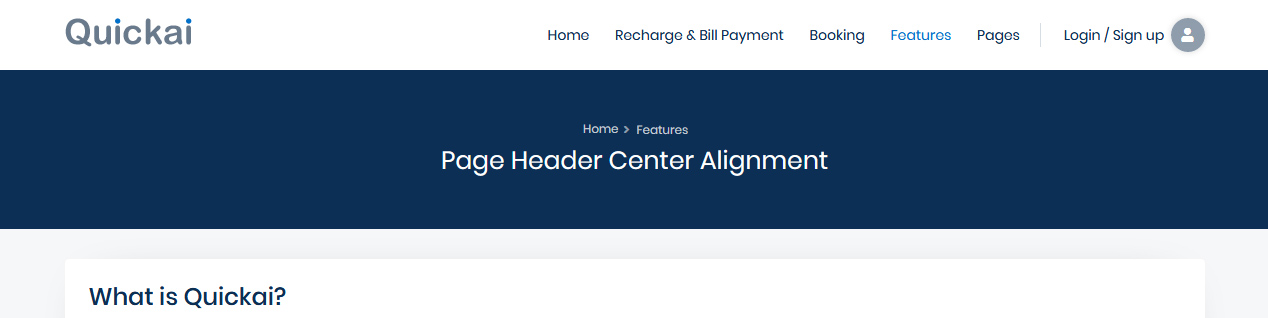 Quickai
Home Recharge & Bill Payment Booking Features Pages Login / Sign up
Home > Features
Page Header Center Alignment
What is Quickai?